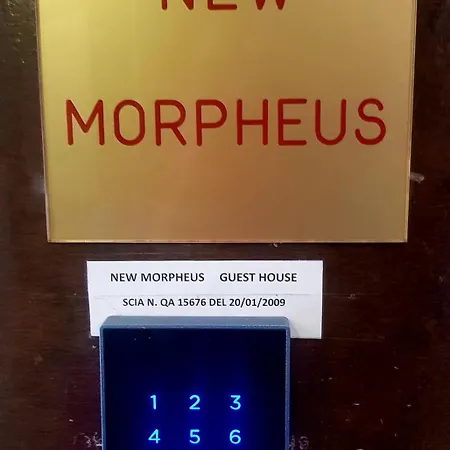 NEW
MORPHEUS
NEW MORPHEUS GUEST HOUSE
SCIA N. QA 15676 DEL 20/01/2009
1 2 3
4 5 6